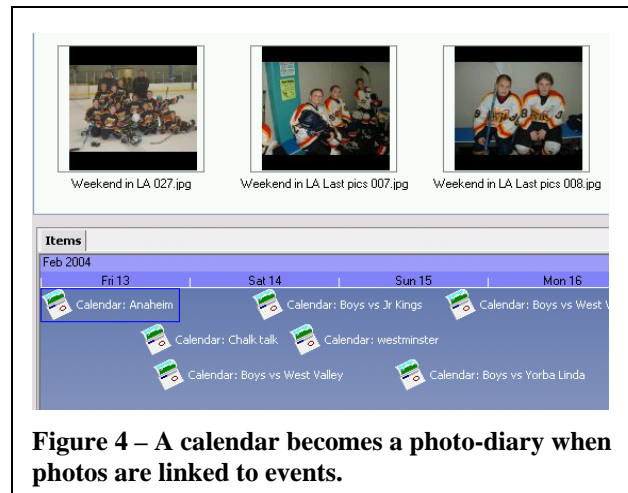 Weekend in LA 027.jpg
Weekend in LA Last pics 007.jpg
Weekend in LA Last pics 008.jpg
Items
Feb 2004
Fri 13
Sat 14
Sun 15
Mon 16
Calendar: Anaheim
Calendar: Boys vs Jr Kings
Calendar: Boys vs West V
Calendar: Chalk talk
Calendar: westminster
Calendar: Boys vs West Valley
Calendar: Boys vs Yorba Linda
Figure 4 – A calendar becomes a photo-diary when
photos are linked to events.